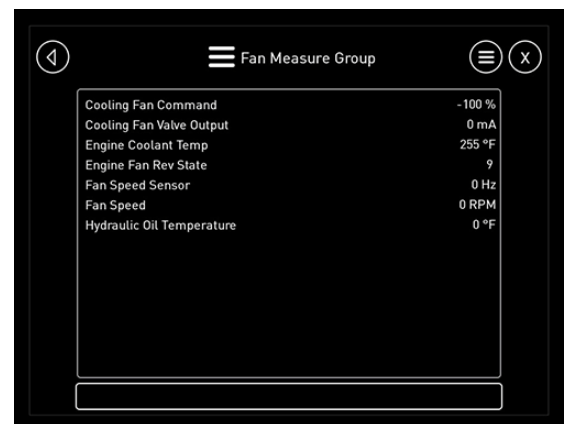 Fan Measure Group
X
Cooling Fan Command -100 %
Cooling Fan Valve Output 0 mA
Engine Coolant Temp 255 °F
Engine Fan Rev State 9
Fan Speed Sensor 0 Hz
Fan Speed 0 RPM
Hydraulic Oil Temperature 0 °F